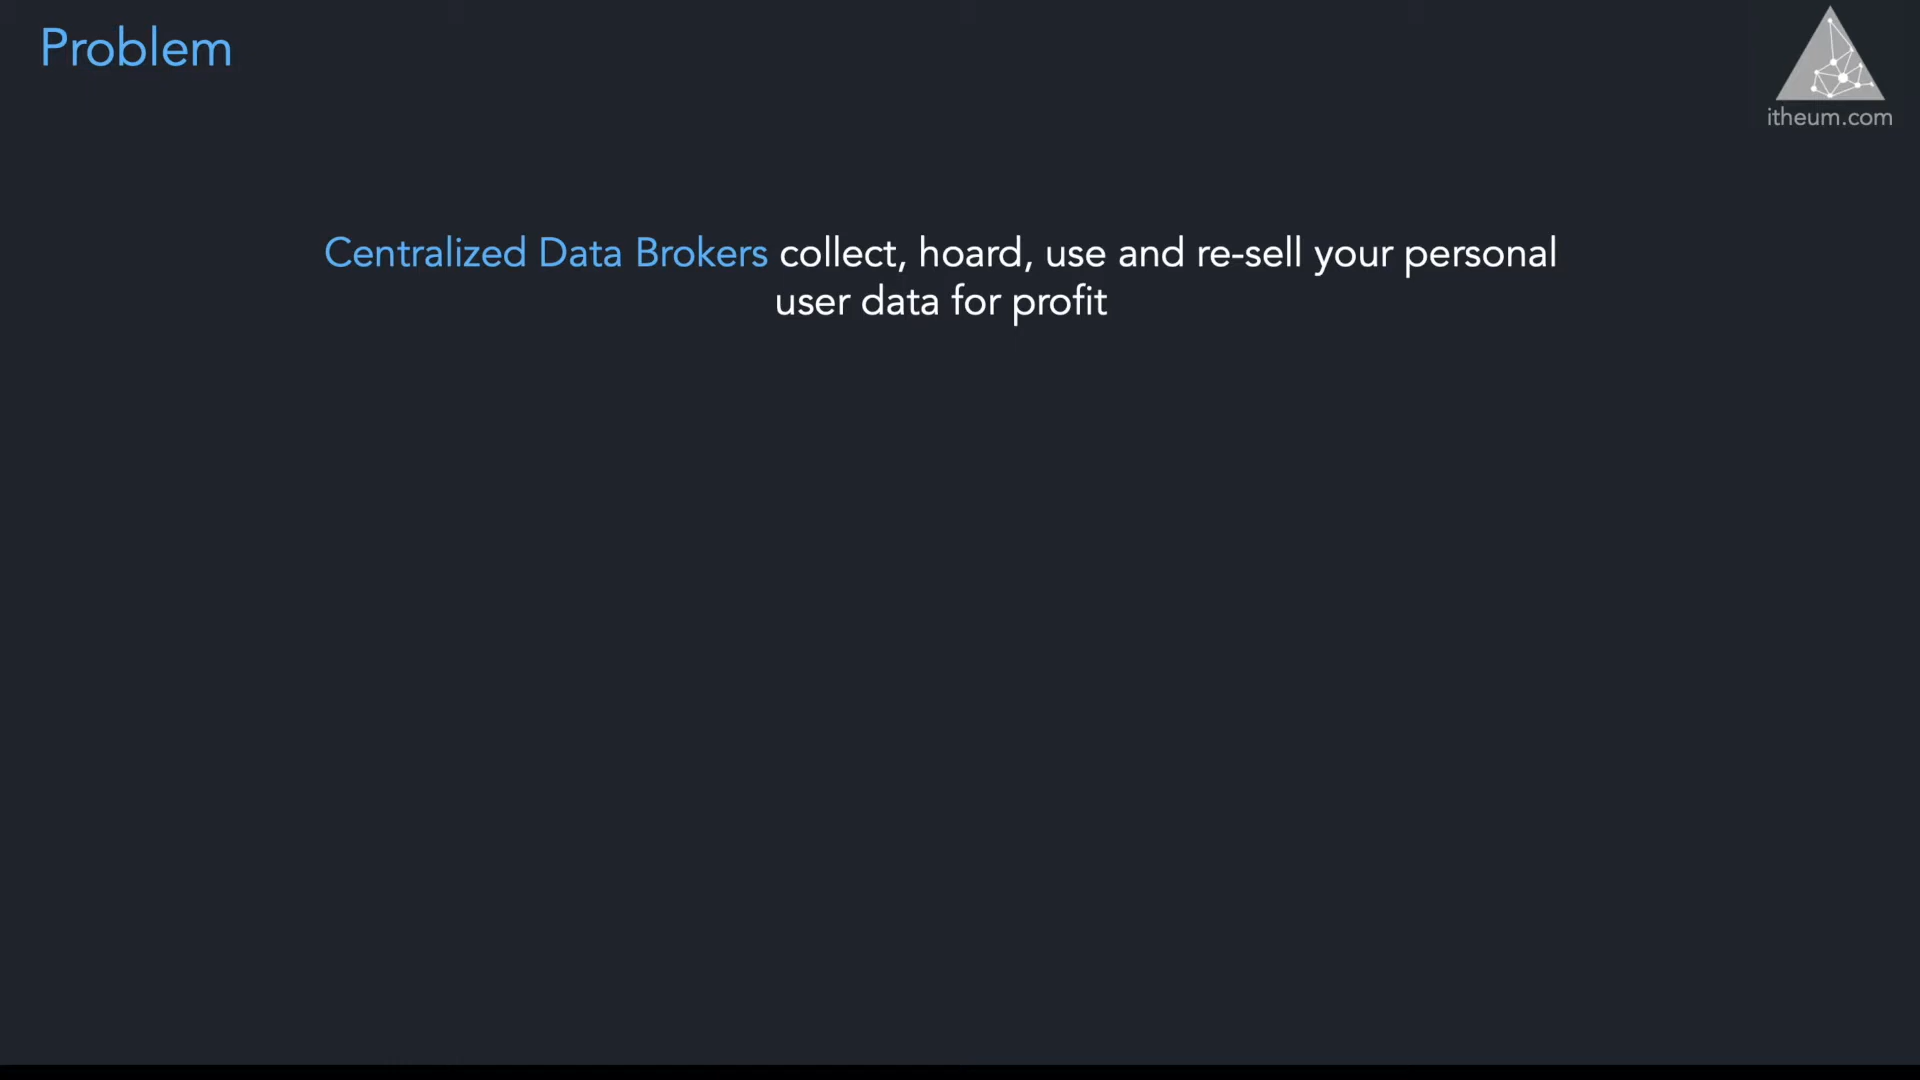 Problem
itheum.com
Centralized Data Brokers collect, hoard, use and re-sell your personal
user data for profit